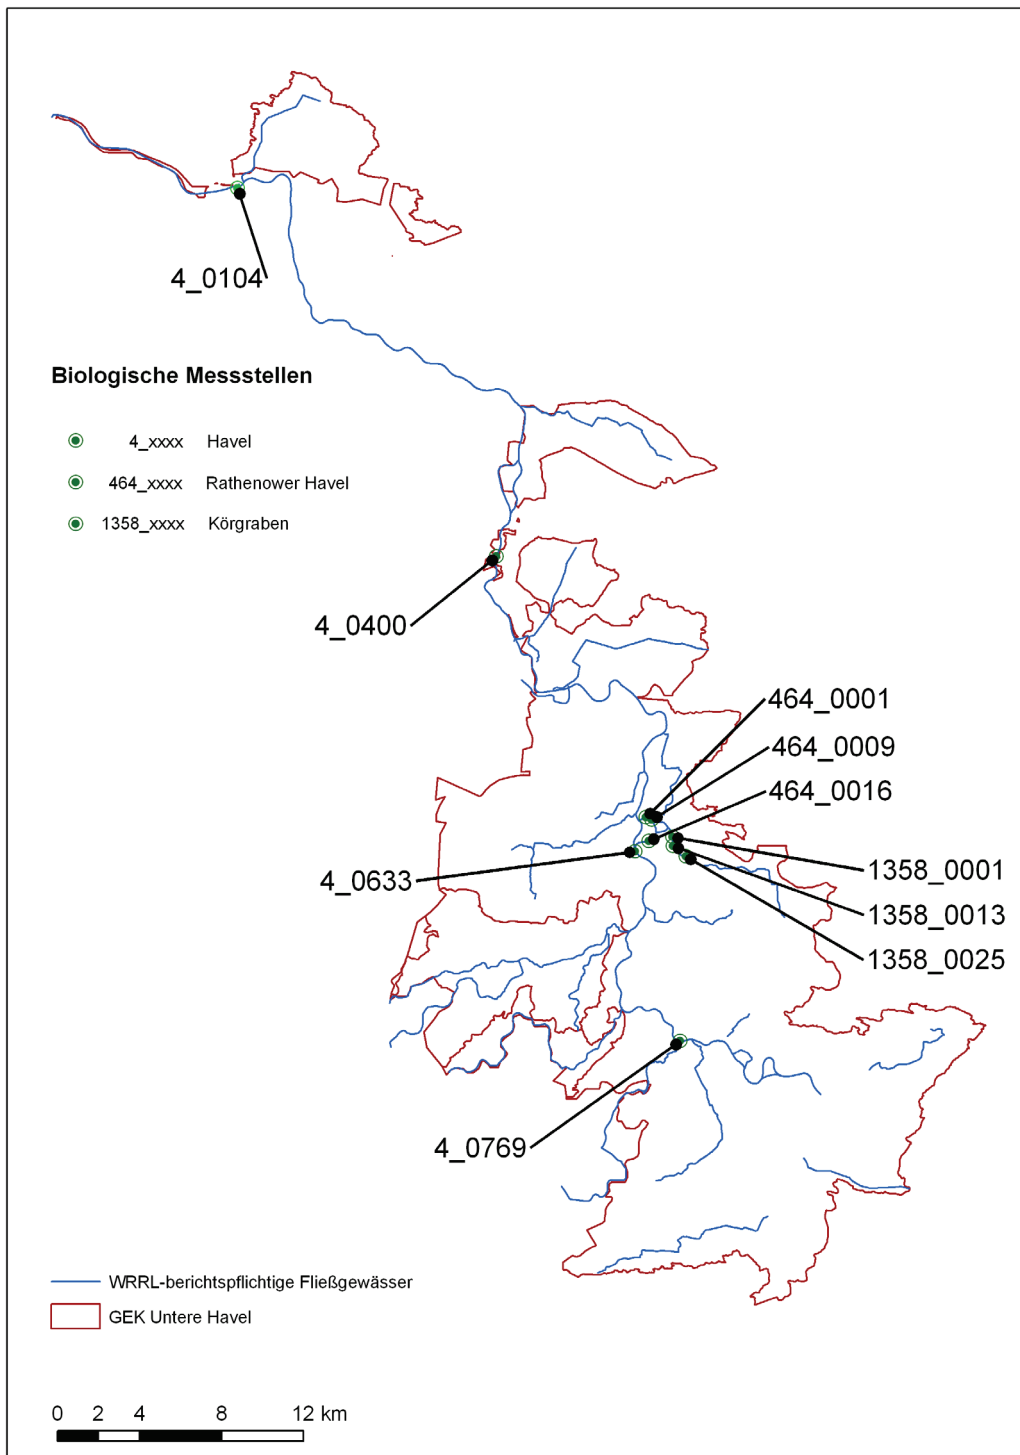 4_0104
Biologische Messstellen
4_xxxx Havel
464_xxxx Rathenower Havel
1358_xxxx Körgraben
4_0400
464_0001
464_0009
464_0016
4_0633
1358_0001
1358_0013
1358_0025
4_0769
WRRL-berichtspflichtige Fließgewässer
GEK Untere Havel
0 2 4 8 12 km